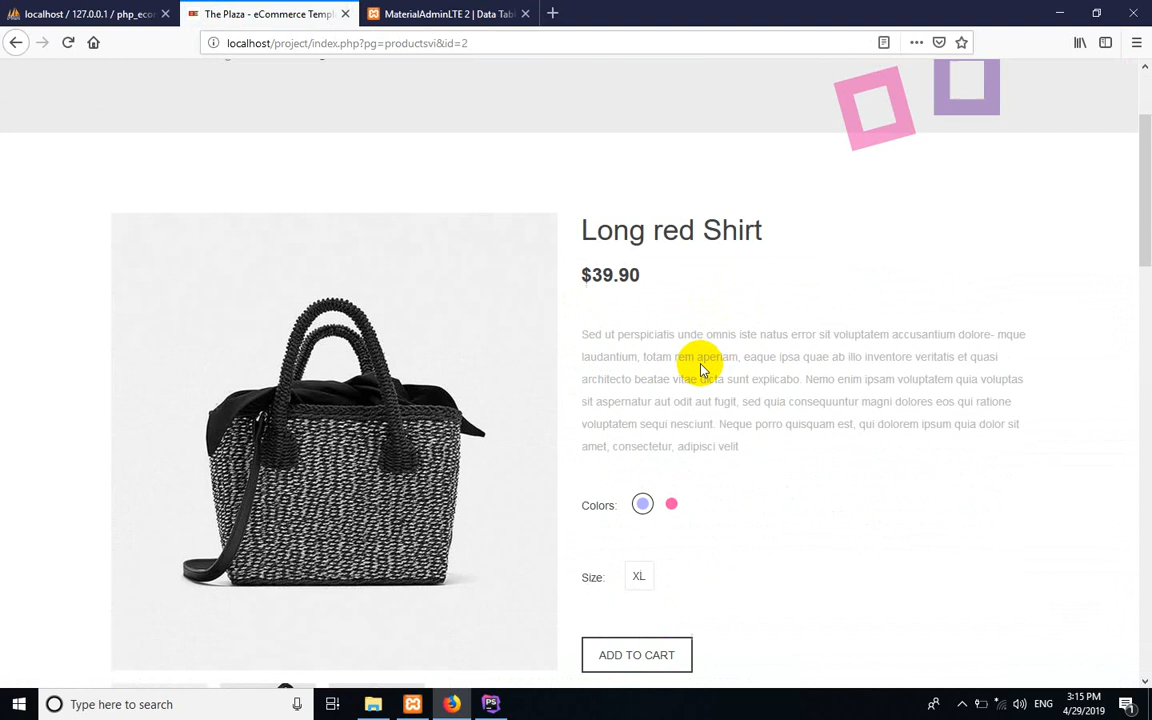 localhost / 127.0.0.1 / php_eco
The Plaza - eCommerce Templ
MaterialAdminLTE 2 | Data Tab
localhost/project/index.php?pg=productsvi&id=2
Long red Shirt
$39.90
Sed ut perspiciatis unde omnis iste natus error sit voluptatem accusantium dolore- mque
laudantium, totam rem aperiam, eaque ipsa quae ab illo inventore veritatis et quasi
architecto beatae vitae dicta sunt explicabo. Nemo enim ipsam voluptatem quia voluptas
sit aspernatur aut odit aut fugit, sed quia consequuntur magni dolores eos qui ratione
voluptatem sequi nesciunt. Neque porro quisquam est, qui dolorem ipsum quia dolor sit
amet, consectetur, adipisci velit
Colors:
Size:
XL
ADD TO CART
Type here to search
ENG
3:15 PM
4/29/2019
1